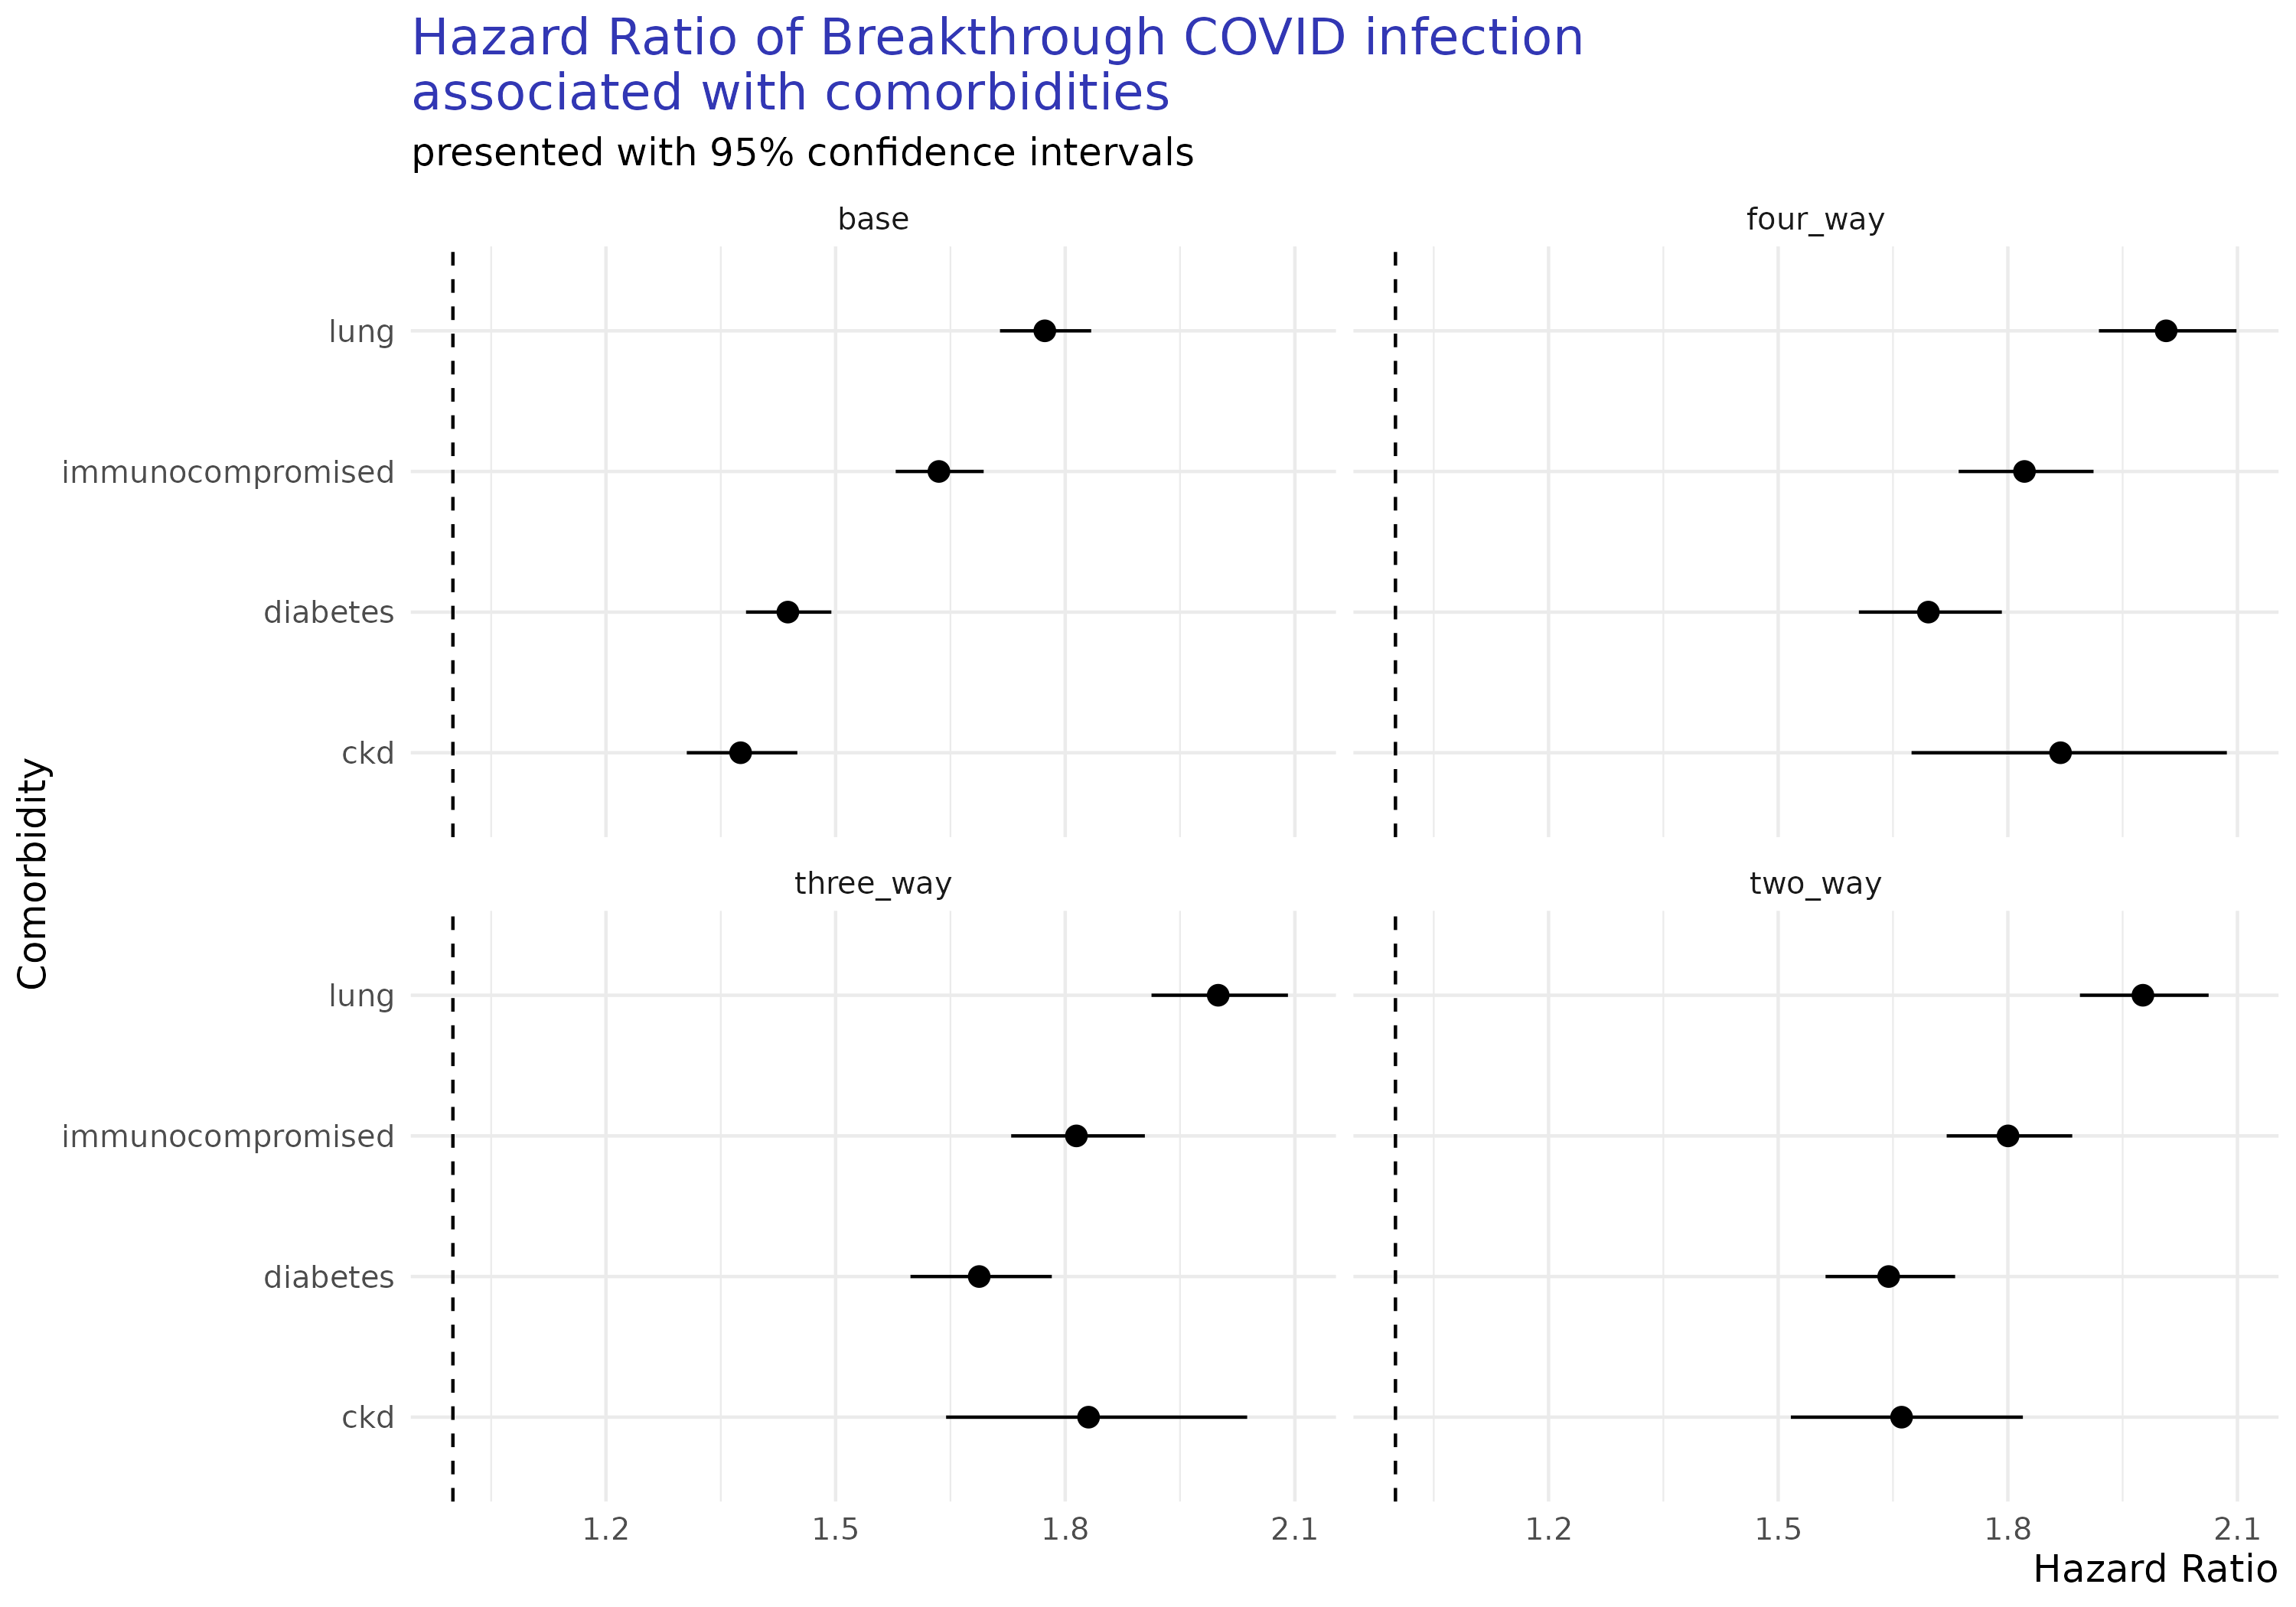 Hazard Ratio of Breakthrough COVID infection
associated with comorbidities
presented with 95% confidence intervals
base
four_way
lung
immunocompromised
diabetes
ckd
Comorbidity
three_way
two_way
lung
immunocompromised
diabetes
ckd
1.2 1.5 1.8 2.1 1.2 1.5 1.8 2.1
Hazard Ratio